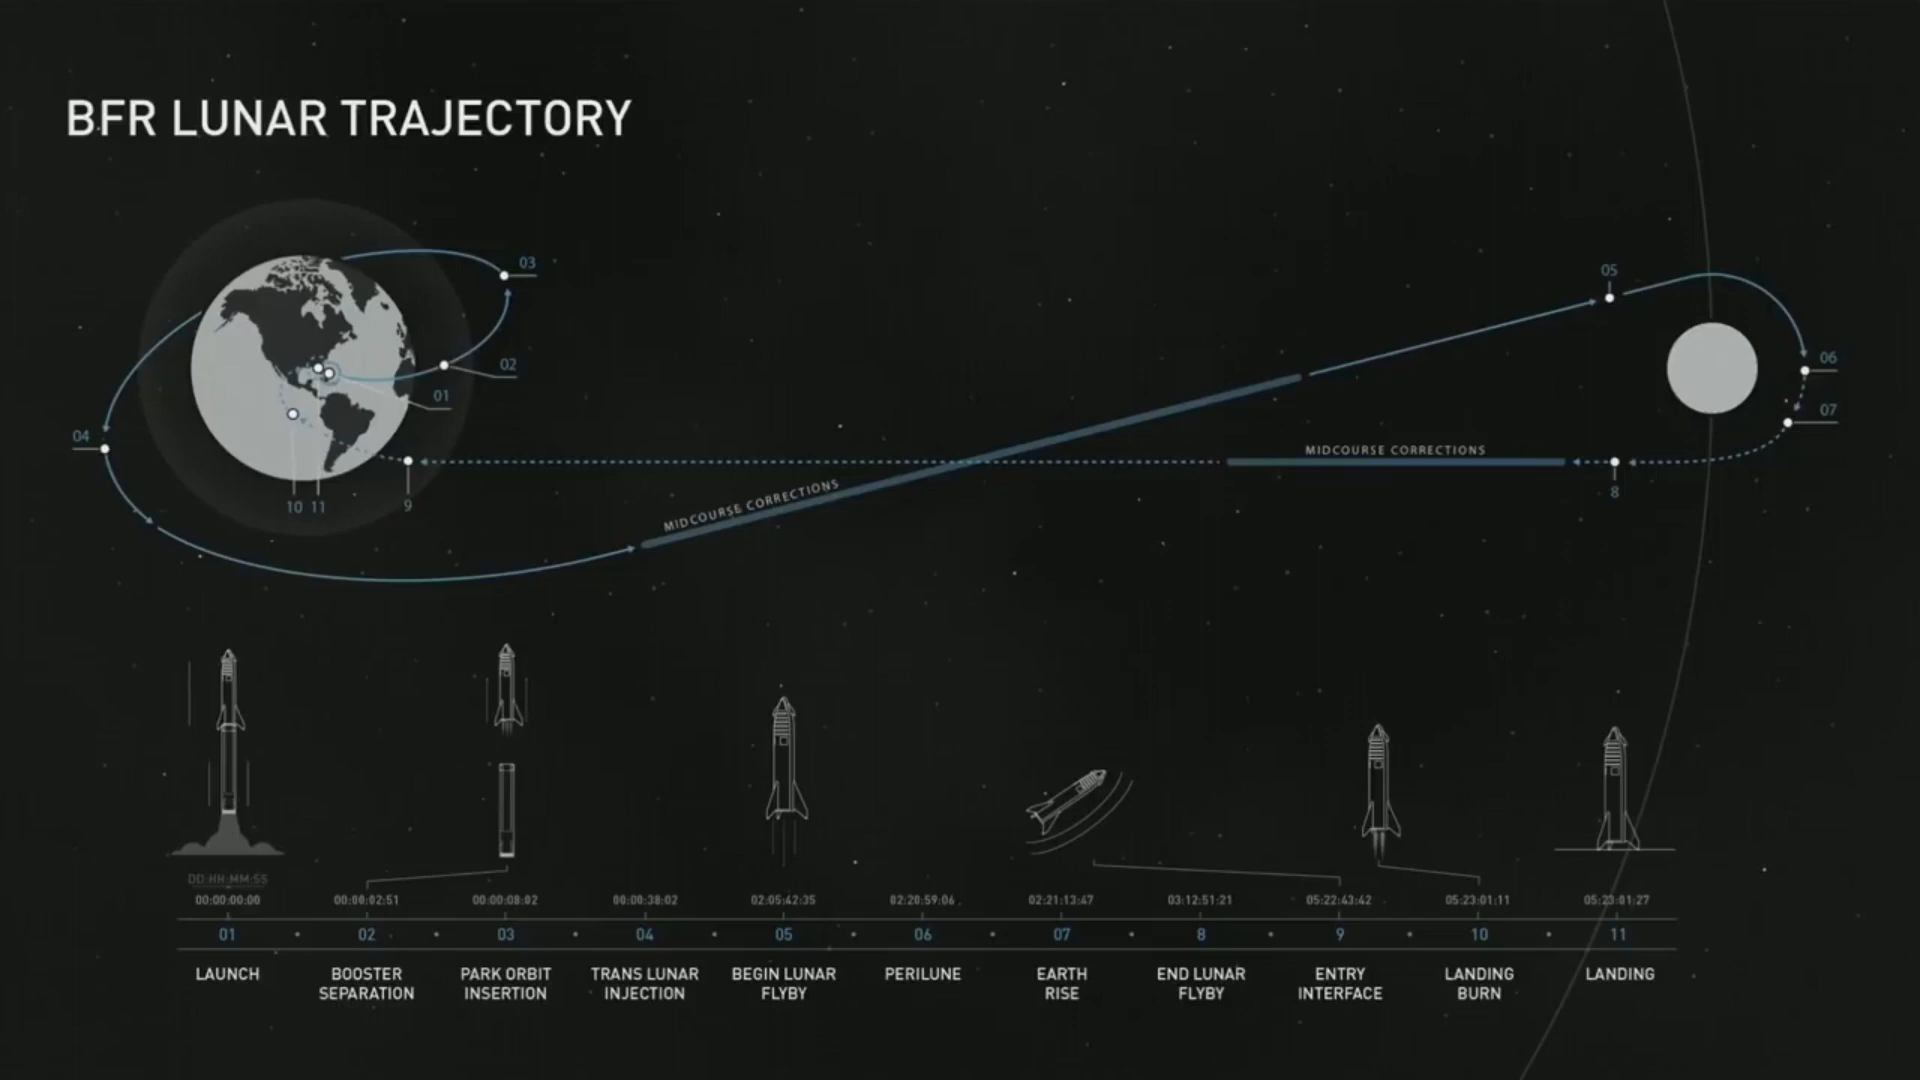 BFR LUNAR TRAJECTORY
03
02
01
04
10 11
9
05
06
07
8
MIDCOURSE CORRECTIONS
MIDCOURSE CORRECTIONS
DD:HH:MM:SS
00:00:00:00 00:00:02:51 00:00:08:02 00:00:38:02 02:05:42:35 02:20:59:06 02:21:13:47 03:12:51:21 05:22:43:42 05:23:01:11 05:23:01:27
01 02 03 04 05 06 07 8 9 10 11
LAUNCH BOOSTER PARK ORBIT TRANS LUNAR BEGIN LUNAR PERILUNE EARTH END LUNAR ENTRY LANDING LANDING
SEPARATION INSERTION INJECTION FLYBY RISE FLYBY INTERFACE BURN